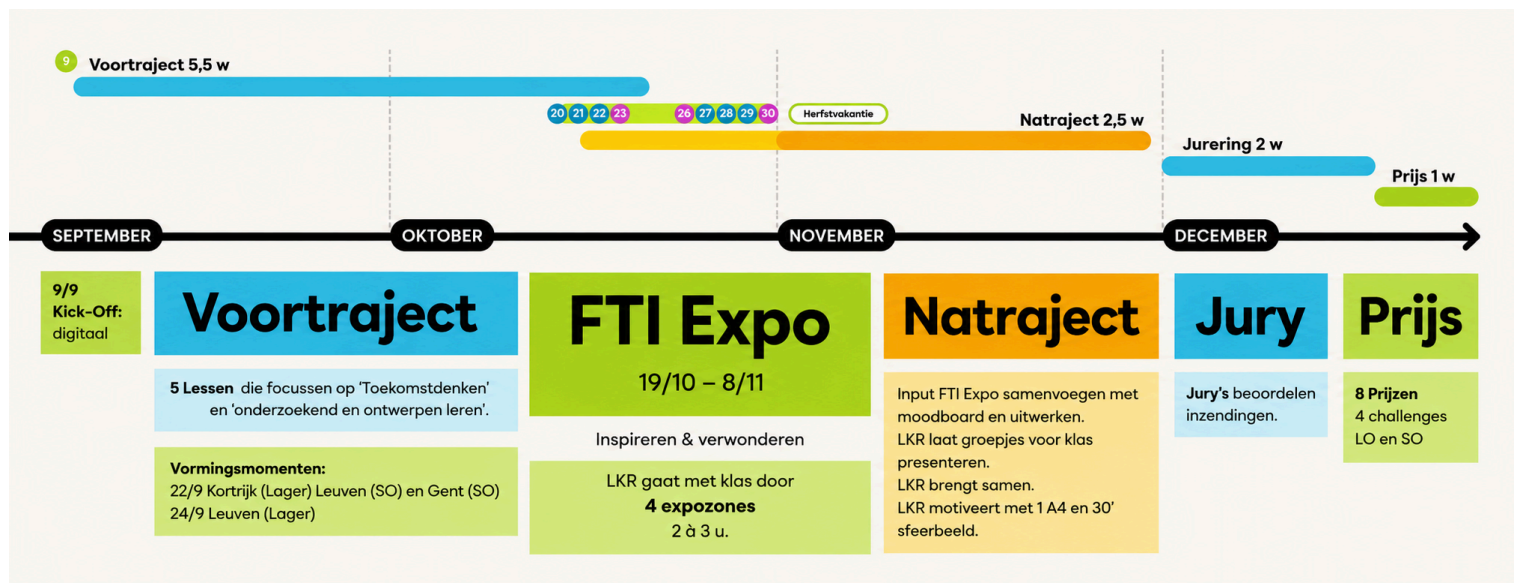 9
Voortraject 5,5 w
20 21 22 23 26 27 28 29 30
Herfstvakantie
Natraject 2,5 w
Jurering 2 w
Prijs 1 w
SEPTEMBER
OKTOBER
NOVEMBER
DECEMBER
9/9
Kick-Off:
digitaal
Voortraject
5 Lessen die focussen op ‘Toekomstdenken’
en ‘onderzoekend en ontwerpen leren’.
Vormingsmomenten:
22/9 Kortrijk (Lager) Leuven (SO) en Gent (SO)
24/9 Leuven (Lager)
FTI Expo
19/10 – 8/11
Inspireren & verwonderen
LKR gaat met klas door
4 expozones
2 à 3 u.
Natraject
Input FTI Expo samenvoegen met
moodboard en uitwerken.
LKR laat groepjes voor klas
presenteren.
LKR brengt samen.
LKR motiveert met 1 A4 en 30’
sfeerbeeld.
Jury
Jury’s beoordelen
inzendingen.
Prijs
8 Prijzen
4 challenges
LO en SO